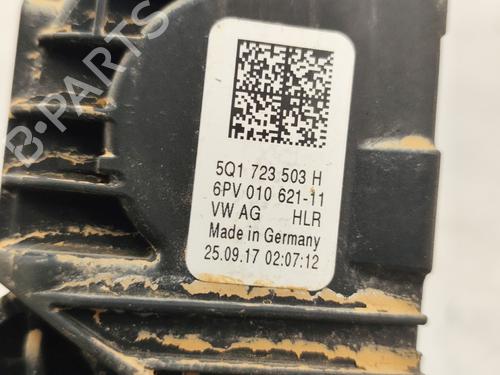 B-PARTS
5Q1 723 503 H
6PV 010 621-11
VW AG HLR
Made in Germany
25.09.17 02:07:12